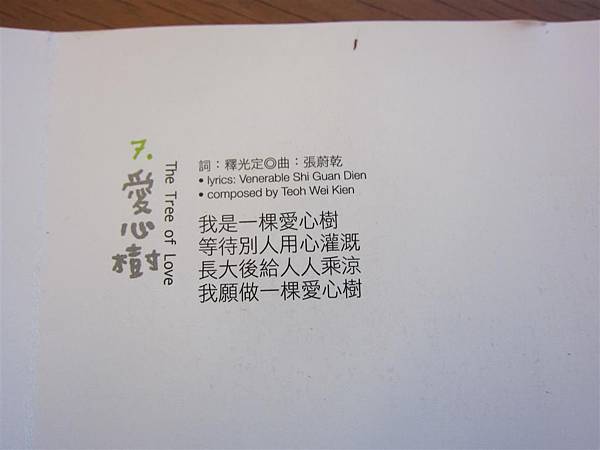 7.
愛心樹
The Tree of Love
詞：釋光定◎曲：張蔚乾
• lyrics: Venerable Shi Guan Dien
• composed by Teoh Wei Kien
我是一棵愛心樹
等待別人用心灌溉
長大後給人人乘涼
我願做一棵愛心樹